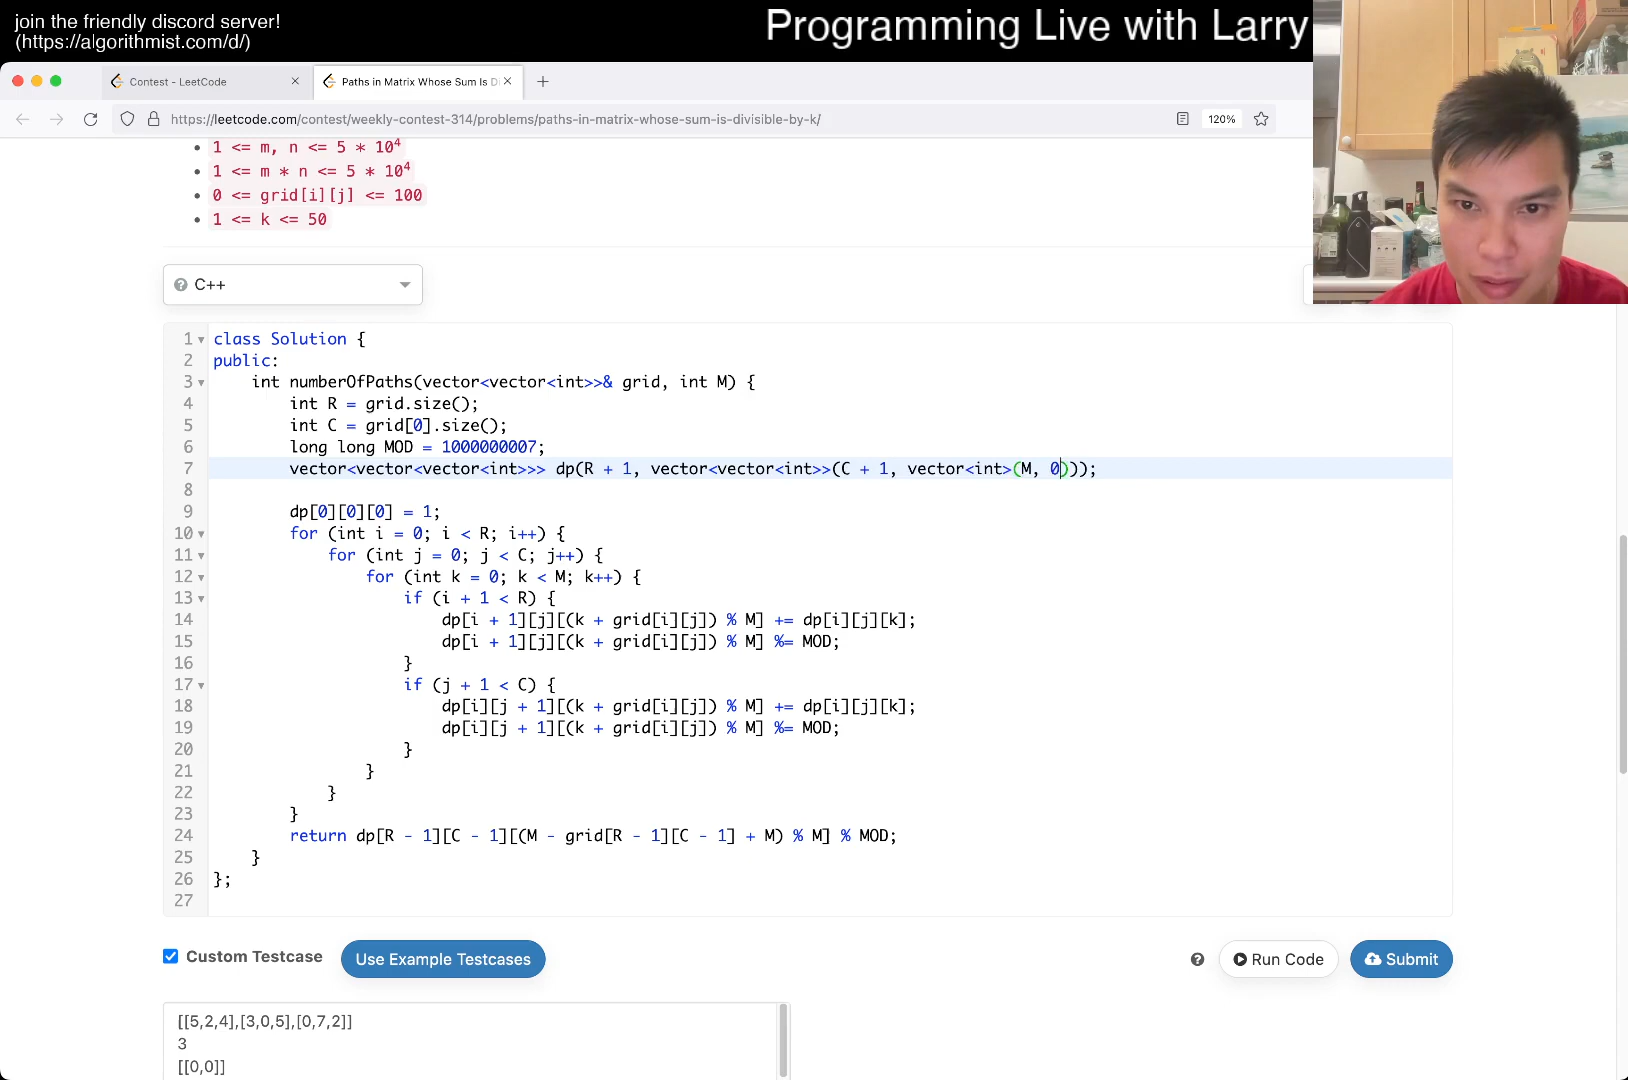 join the friendly discord server!
(https://algorithmist.com/d/)
Programming Live with Larry
Contest - LeetCode
Paths in Matrix Whose Sum Is Di
https://leetcode.com/contest/weekly-contest-314/problems/paths-in-matrix-whose-sum-is-divisible-by-k/
120%
1 <= m, n <= 5 * 10⁴
1 <= m * n <= 5 * 10⁴
0 <= grid[i][j] <= 100
1 <= k <= 50
C++
1 class Solution {
2 public:
3     int numberOfPaths(vector<vector<int>>& grid, int M) {
4         int R = grid.size();
5         int C = grid[0].size();
6         long long MOD = 1000000007;
7         vector<vector<vector<int>>> dp(R + 1, vector<vector<int>>(C + 1, vector<int>(M, 0)));
8
9         dp[0][0][0] = 1;
10         for (int i = 0; i < R; i++) {
11             for (int j = 0; j < C; j++) {
12                 for (int k = 0; k < M; k++) {
13                     if (i + 1 < R) {
14                         dp[i + 1][j][(k + grid[i][j]) % M] += dp[i][j][k];
15                         dp[i + 1][j][(k + grid[i][j]) % M] %= MOD;
16                     }
17                     if (j + 1 < C) {
18                         dp[i][j + 1][(k + grid[i][j]) % M] += dp[i][j][k];
19                         dp[i][j + 1][(k + grid[i][j]) % M] %= MOD;
20                     }
21                 }
22             }
23         }
24         return dp[R - 1][C - 1][(M - grid[R - 1][C - 1] + M) % M] % MOD;
25     }
26 };
27
Custom Testcase
Use Example Testcases
Run Code
Submit
[[5,2,4],[3,0,5],[0,7,2]]
3
[[0,0]]